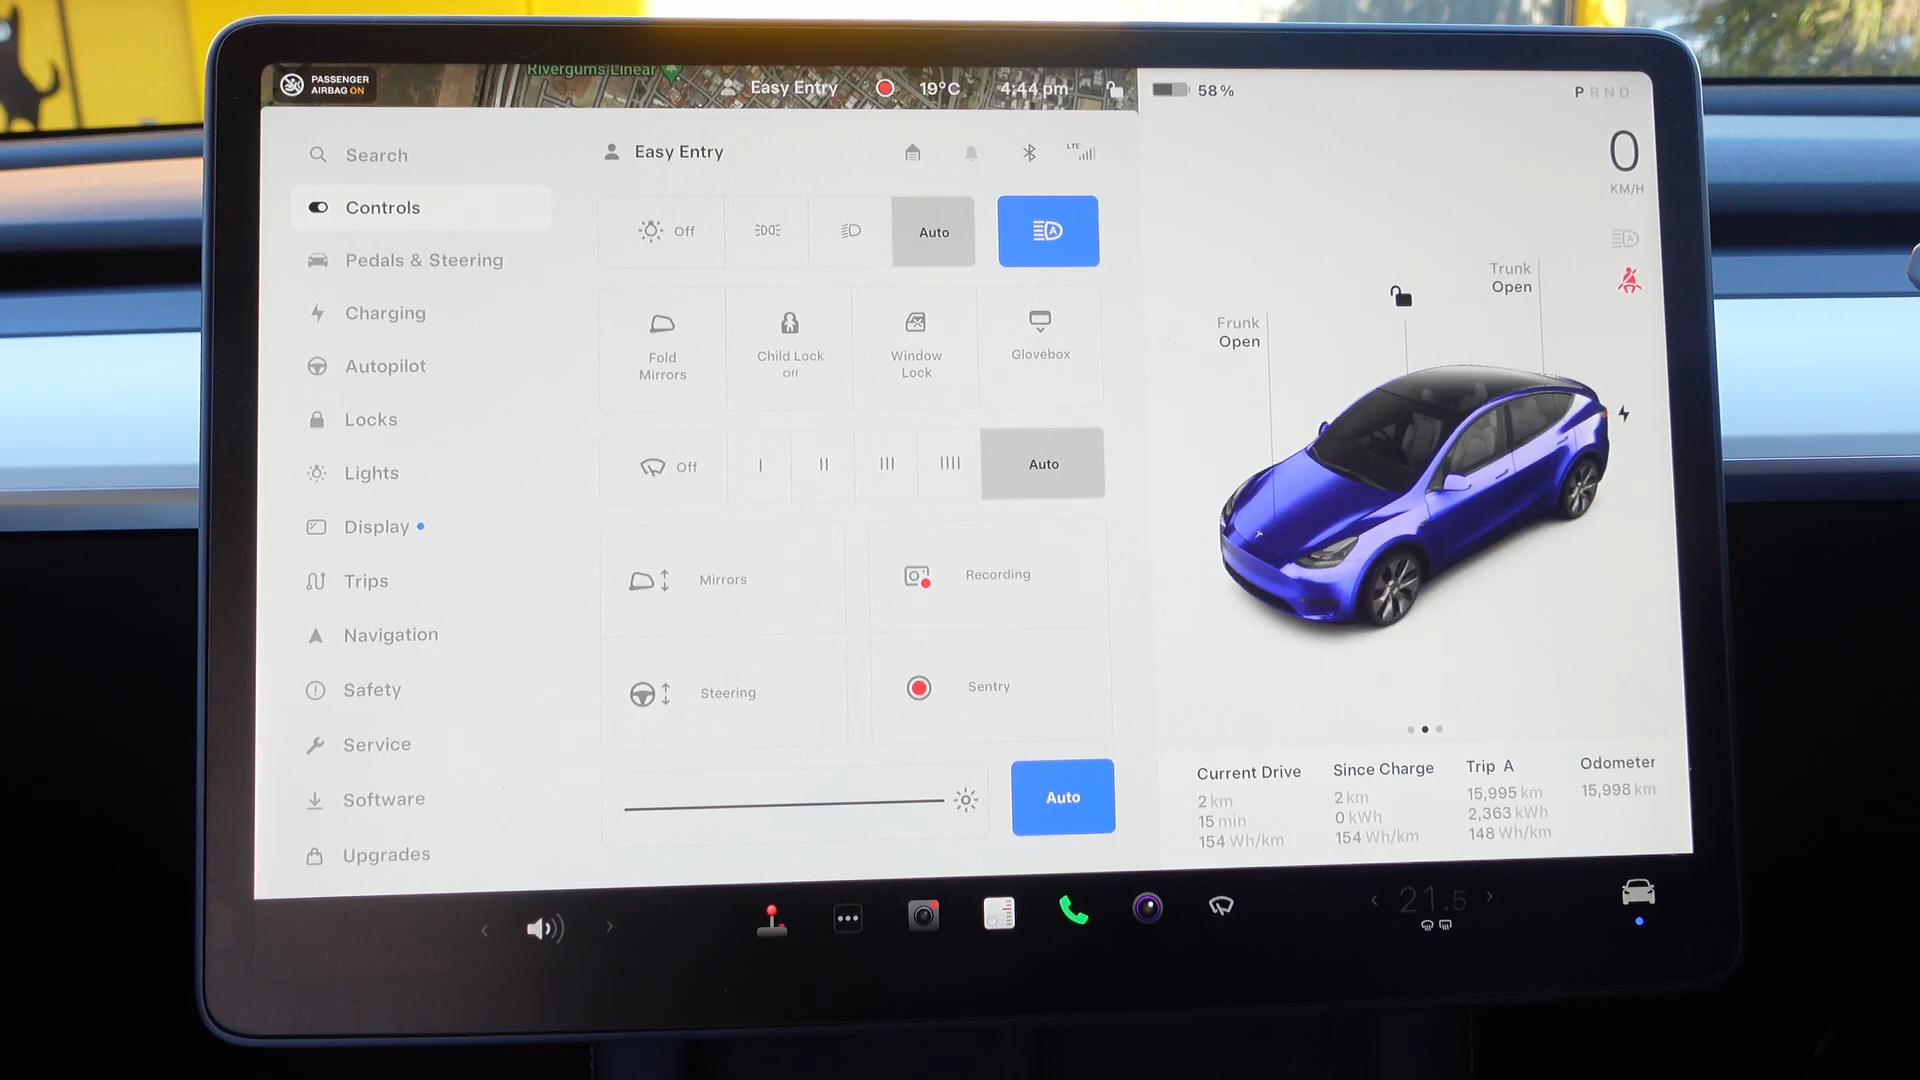 PASSENGER
AIRBAG ON
Rivergums Linear
Easy Entry
19°C
4:44 pm
58 %
P R N D
Search
Controls
Pedals & Steering
Charging
Autopilot
Locks
Lights
Display
Trips
Navigation
Safety
Service
Software
Upgrades
Easy Entry
LTE
Off
Auto
A
Fold
Mirrors
Child Lock
Off
Window
Lock
Glovebox
Off
I
II
III
IIII
Auto
Mirrors
Recording
Steering
Sentry
Auto
0
KM/H
A
Trunk
Open
Frunk
Open
Current Drive
2 km
15 min
154 Wh/km
Since Charge
2 km
0 kWh
154 Wh/km
Trip A
15,995 km
2,363 kWh
148 Wh/km
Odometer
15,998 km
21.5